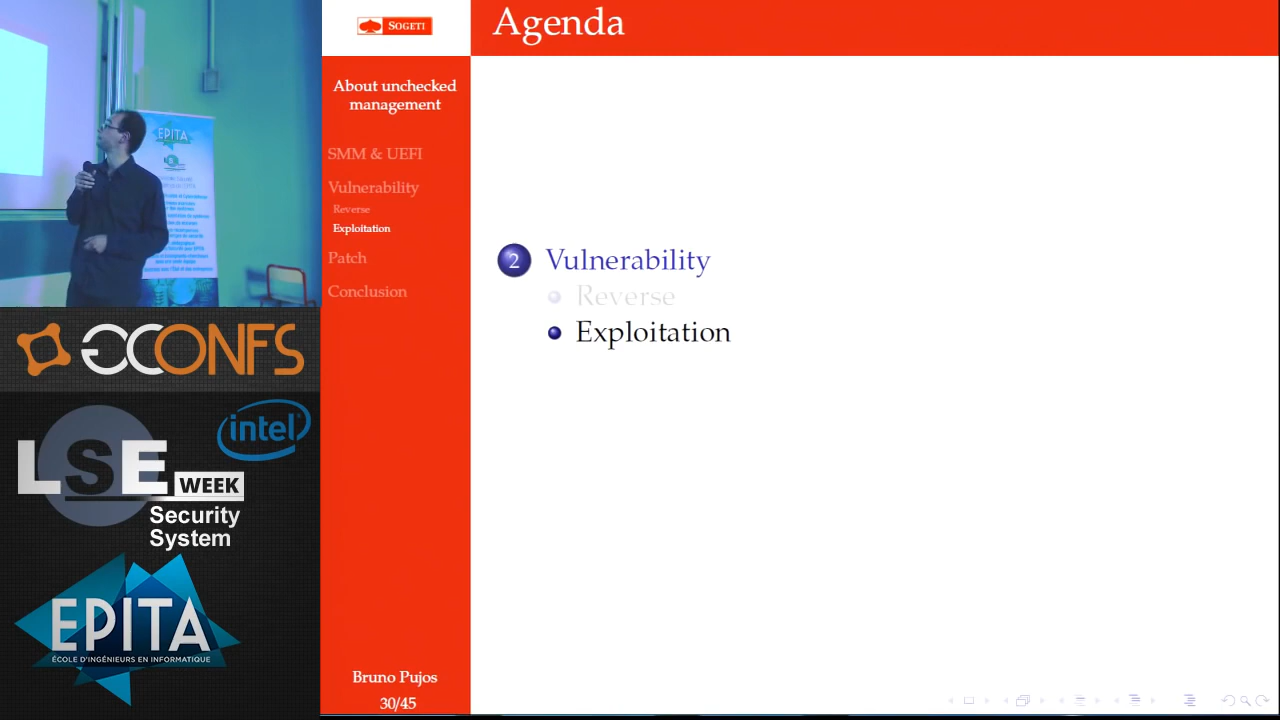 SOGETI
Agenda
About unchecked
management
SMM & UEFI
Vulnerability
Reverse
Exploitation
Patch
Conclusion
2 Vulnerability
Reverse
Exploitation
Bruno Pujos
30/45
EPITA
GCONFS
intel
LSE
WEEK
Security
System
EPITA
ÉCOLE D'INGÉNIEURS EN INFORMATIQUE